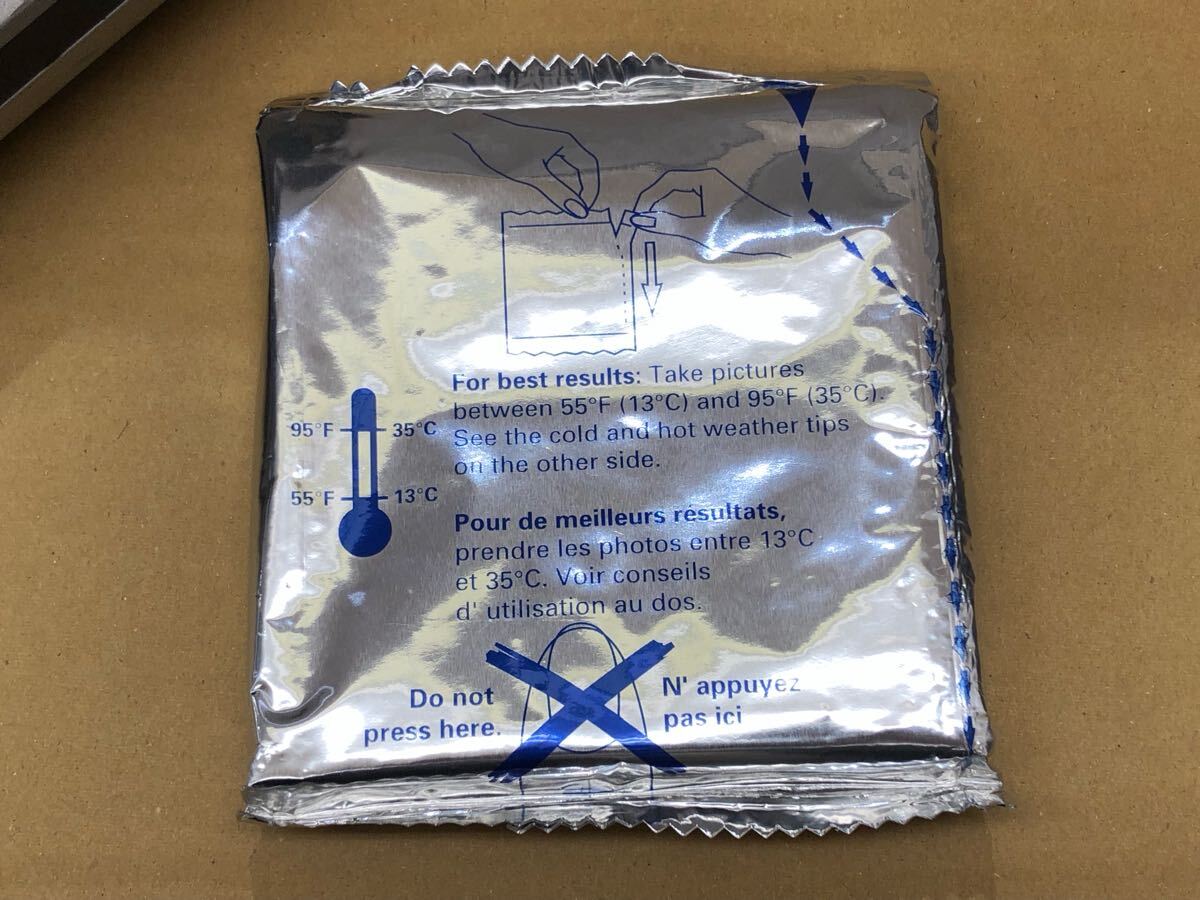 For best results: Take pictures
between 55°F (13°C) and 95°F (35°C).
See the cold and hot weather tips
on the other side.
95°F 35°C
55°F 13°C
Pour de meilleurs résultats,
prendre les photos entre 13°C
et 35°C. Voir conseils
d' utilisation au dos.
Do not
press here.
N' appuyez
pas ici